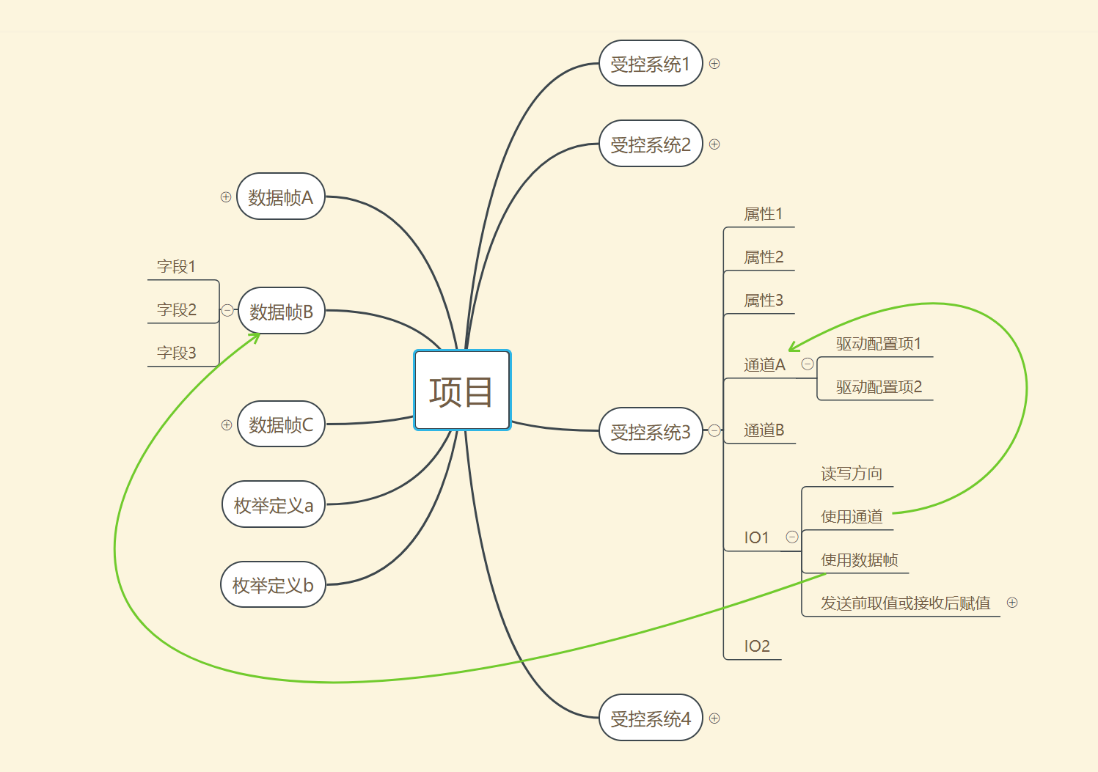 受控系统1
受控系统2
数据帧A
属性1
属性2
属性3
字段1
字段2
字段3
数据帧B
通道A
驱动配置项1
驱动配置项2
项目
数据帧C
受控系统3
通道B
读写方向
使用通道
枚举定义a
IO1
使用数据帧
枚举定义b
发送前取值或接收后赋值
IO2
受控系统4